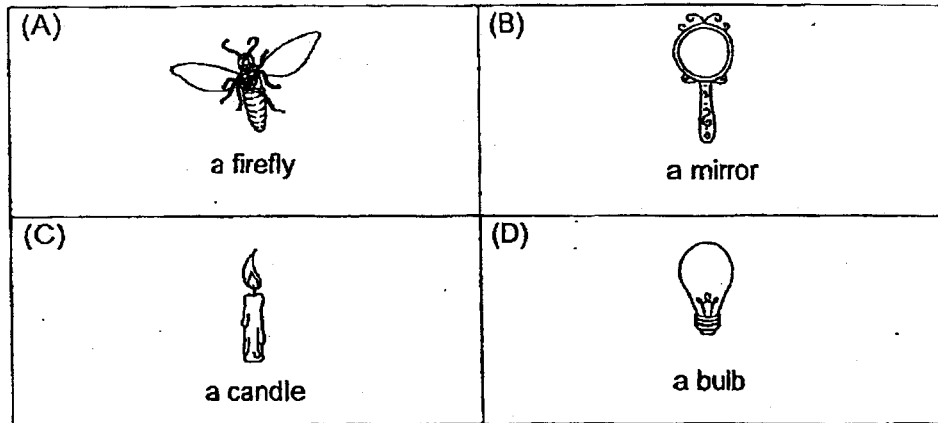 (A)
a firefly
(B)
a mirror
(C)
a candle
(D)
a bulb